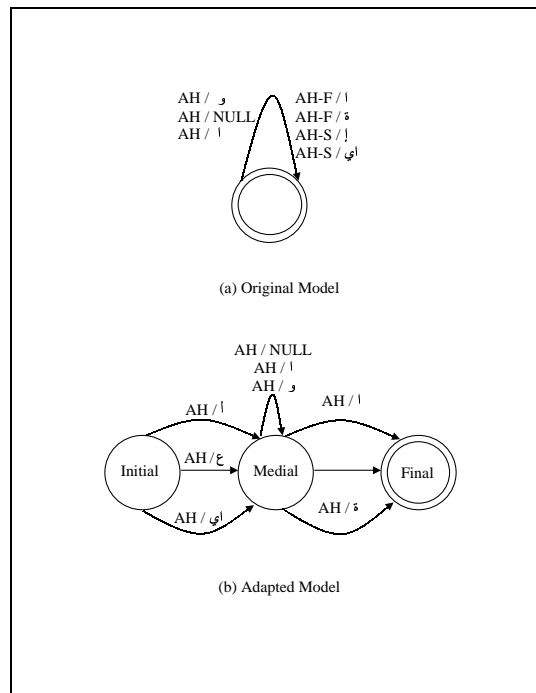 AH / و
AH / NULL
AH / ا
AH-F / ا
AH-F / ة
AH-S / إ
AH-S / اي
(a) Original Model
AH / NULL
AH / ا
AH / و
AH / أ
AH / ا
Initial
AH / ع
Medial
Final
AH / اي
AH / ة
(b) Adapted Model